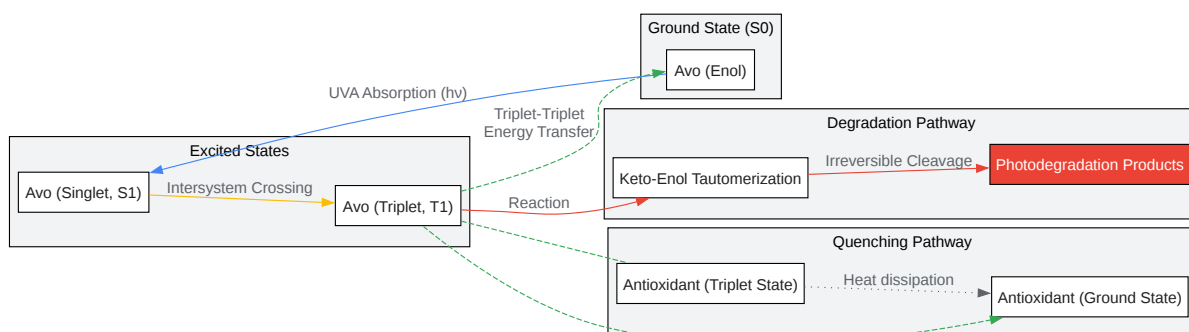 Ground State (S0)
Avo (Enol)
UVA Absorption (hν)
Triplet-Triplet
Energy Transfer
Degradation Pathway
Excited States
Irreversible Cleavage
Photodegradation Products
Keto-Enol Tautomerization
Avo (Singlet, S1)
Intersystem Crossing
Avo (Triplet, T1)
Reaction
Quenching Pathway
Antioxidant (Triplet State)
Heat dissipation
Antioxidant (Ground State)